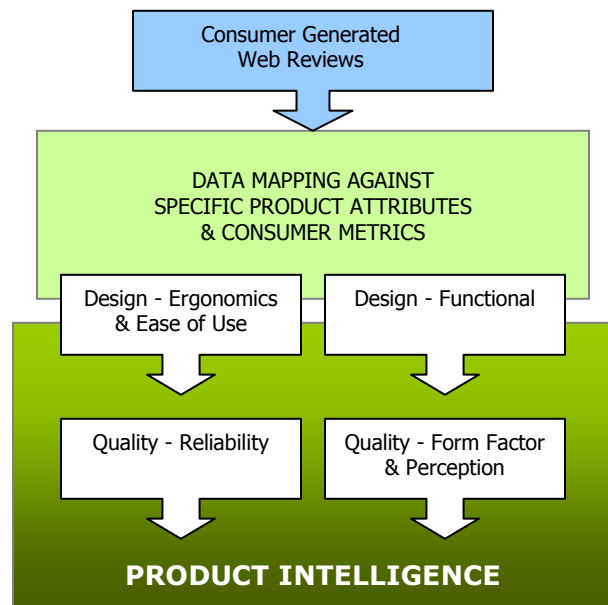 Consumer Generated
Web Reviews
DATA MAPPING AGAINST
SPECIFIC PRODUCT ATTRIBUTES
& CONSUMER METRICS
Design - Ergonomics
& Ease of Use
Design - Functional
Quality - Reliability
Quality - Form Factor
& Perception
PRODUCT INTELLIGENCE